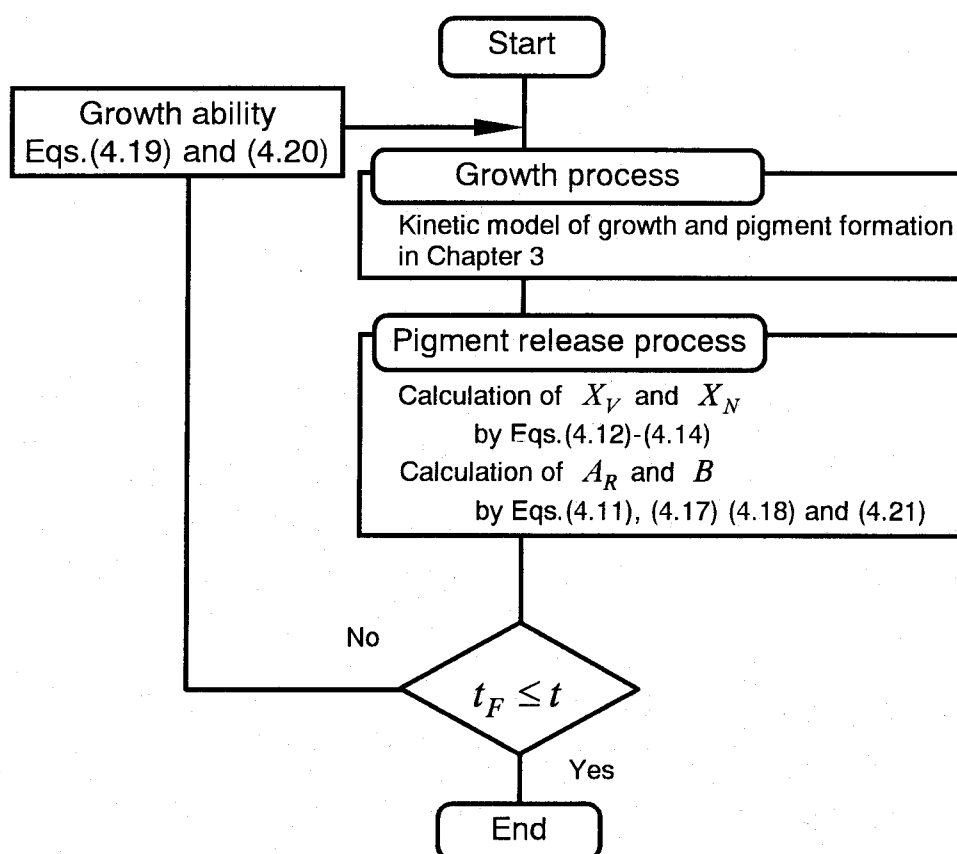 Start
Growth ability
Eqs.(4.19) and (4.20)
Growth process
Kinetic model of growth and pigment formation
in Chapter 3
Pigment release process
Calculation of X_V and X_N
by Eqs.(4.12)-(4.14)
Calculation of A_R and B
by Eqs.(4.11), (4.17) (4.18) and (4.21)
No
t_F ≤ t
Yes
End